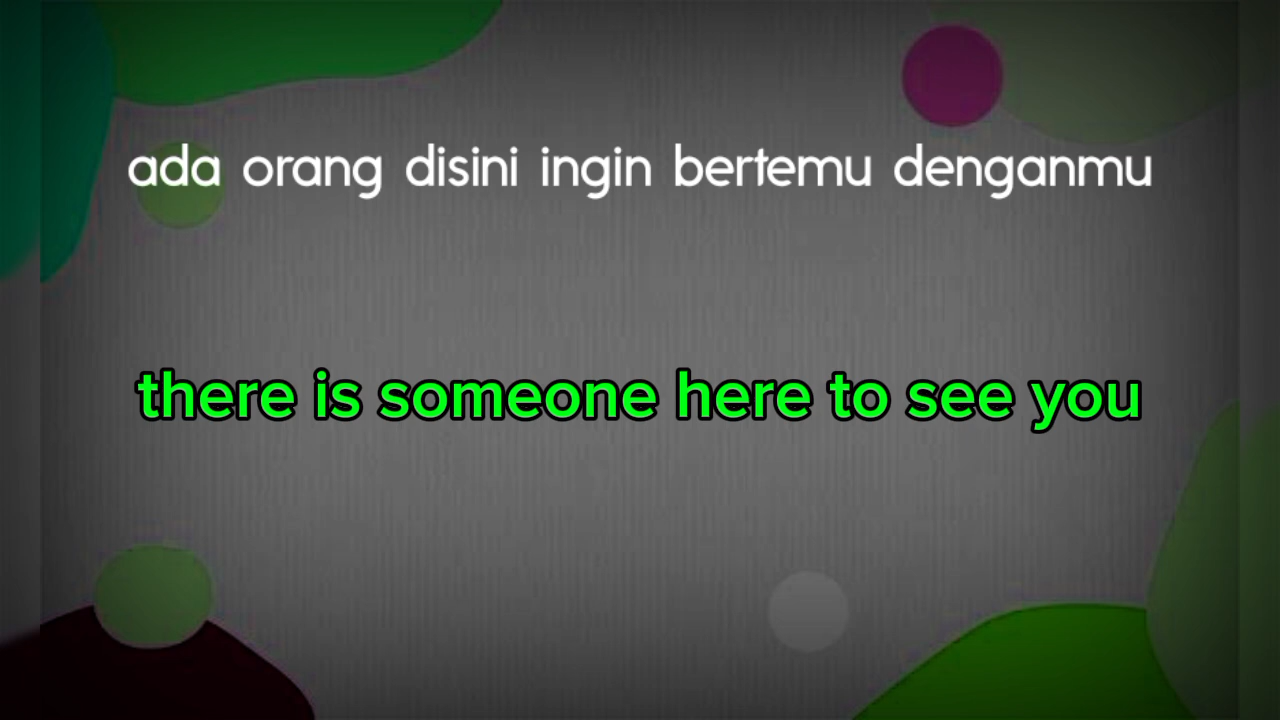 ada orang disini ingin bertemu denganmu
there is someone here to see you